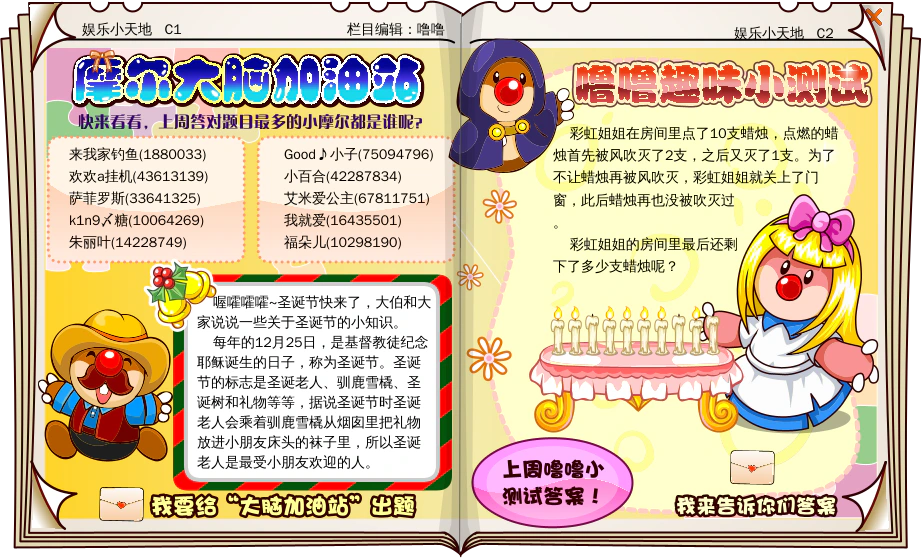 娱乐小天地 C1
栏目编辑：噜噜
摩尔大脑加油站
快来看看，上周答对题目最多的小摩尔都是谁呢?
来我家钓鱼(1880033)
欢欢a挂机(43613139)
萨菲罗斯(33641325)
k1n9〆糖(10064269)
朱丽叶(14228749)
Good♪小子(75094796)
小百合(42287834)
艾米爱公主(67811751)
我就爱(16435501)
福朵儿(10298190)
喔嚯嚯嚯~圣诞节快来了，大伯和大
家说说一些关于圣诞节的小知识。
每年的12月25日，是基督教徒纪念
耶稣诞生的日子，称为圣诞节。圣诞
节的标志是圣诞老人、驯鹿雪橇、圣
诞树和礼物等等，据说圣诞节时圣诞
老人会乘着驯鹿雪橇从烟囱里把礼物
放进小朋友床头的袜子里，所以圣诞
老人是最受小朋友欢迎的人。
我要给“大脑加油站”出题
娱乐小天地 C2
噜噜趣味小测试
彩虹姐姐在房间里点了10支蜡烛，点燃的蜡
烛首先被风吹灭了2支，之后又灭了1支。为了
不让蜡烛再被风吹灭，彩虹姐姐就关上了门
窗，此后蜡烛再也没被吹灭过
。
彩虹姐姐的房间里最后还剩
下了多少支蜡烛呢？
上周噜噜小
测试答案！
我来告诉你们答案